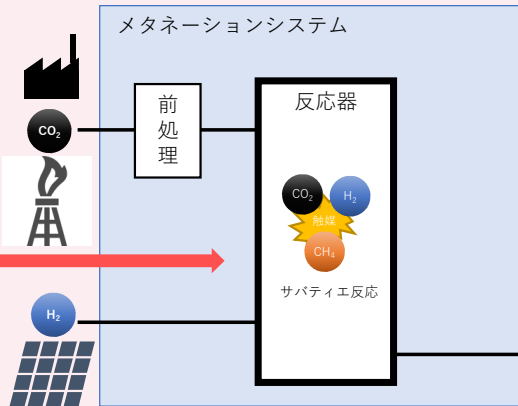 メタネーションシステム
前
処
理
反応器
CO₂
CO₂
H₂
触媒
CH₄
サバティエ反応
H₂